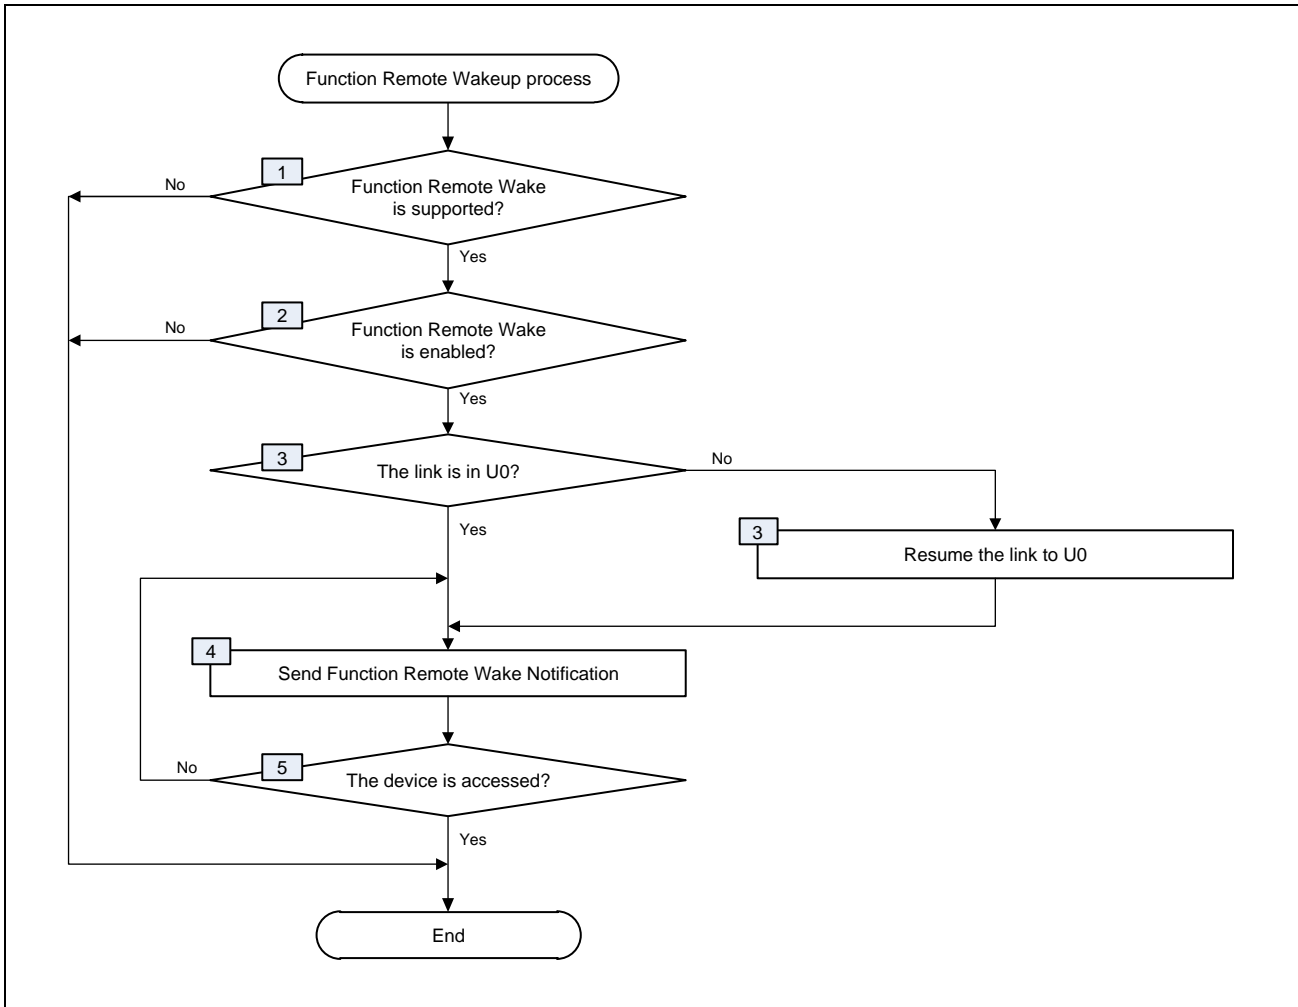 Function Remote Wakeup process
1
Function Remote Wake
is supported?
No
Yes
2
Function Remote Wake
is enabled?
No
Yes
3
The link is in U0?
No
Yes
3
Resume the link to U0
4
Send Function Remote Wake Notification
5
The device is accessed?
No
Yes
End